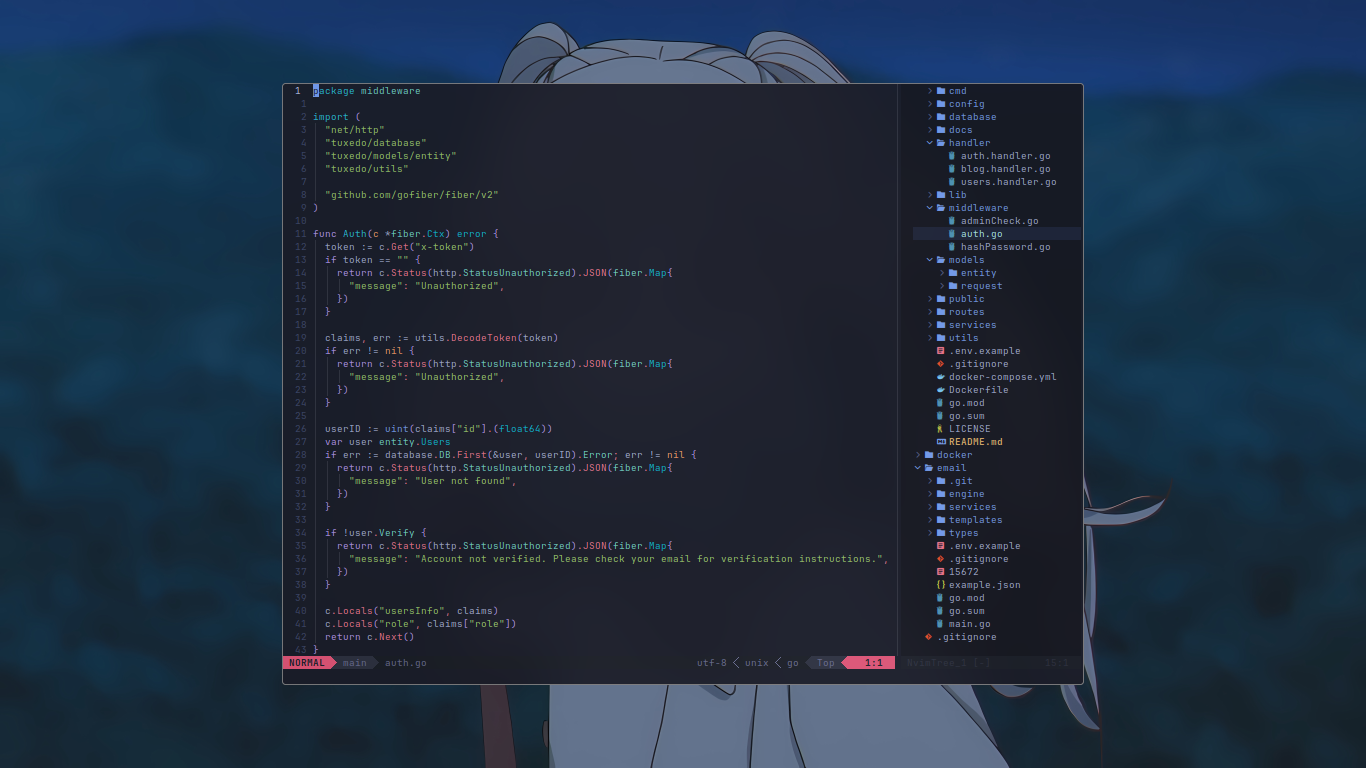 1 package middleware
1
2 import (
3 "net/http"
4 "tuxedo/database"
5 "tuxedo/models/entity"
6 "tuxedo/utils"
7
8 "github.com/gofiber/fiber/v2"
9 )
10
11 func Auth(c *fiber.Ctx) error {
12 token := c.Get("x-token")
13 if token == "" {
14 return c.Status(http.StatusUnauthorized).JSON(fiber.Map{
15 "message": "Unauthorized",
16 })
17 }
18
19 claims, err := utils.DecodeToken(token)
20 if err != nil {
21 return c.Status(http.StatusUnauthorized).JSON(fiber.Map{
22 "message": "Unauthorized",
23 })
24 }
25
26 userID := uint(claims["id"].(float64))
27 var user entity.Users
28 if err := database.DB.First(&user, userID).Error; err != nil {
29 return c.Status(http.StatusUnauthorized).JSON(fiber.Map{
30 "message": "User not found",
31 })
32 }
33
34 if !user.Verify {
35 return c.Status(http.StatusUnauthorized).JSON(fiber.Map{
36 "message": "Account not verified. Please check your email for verification instructions.",
37 })
38 }
39
40 c.Locals("usersInfo", claims)
41 c.Locals("role", claims["role"])
42 return c.Next()
43 }
NORMAL main auth.go utf-8 unix go Top 1:1
cmd
config
database
docs
handler
auth.handler.go
blog.handler.go
users.handler.go
lib
middleware
adminCheck.go
auth.go
hashPassword.go
models
entity
request
public
routes
services
utils
.env.example
.gitignore
docker-compose.yml
Dockerfile
go.mod
go.sum
LICENSE
README.md
docker
email
.git
engine
services
templates
types
.env.example
.gitignore
15672
example.json
go.mod
go.sum
main.go
.gitignore
NvimTree_1 [-] 15:1